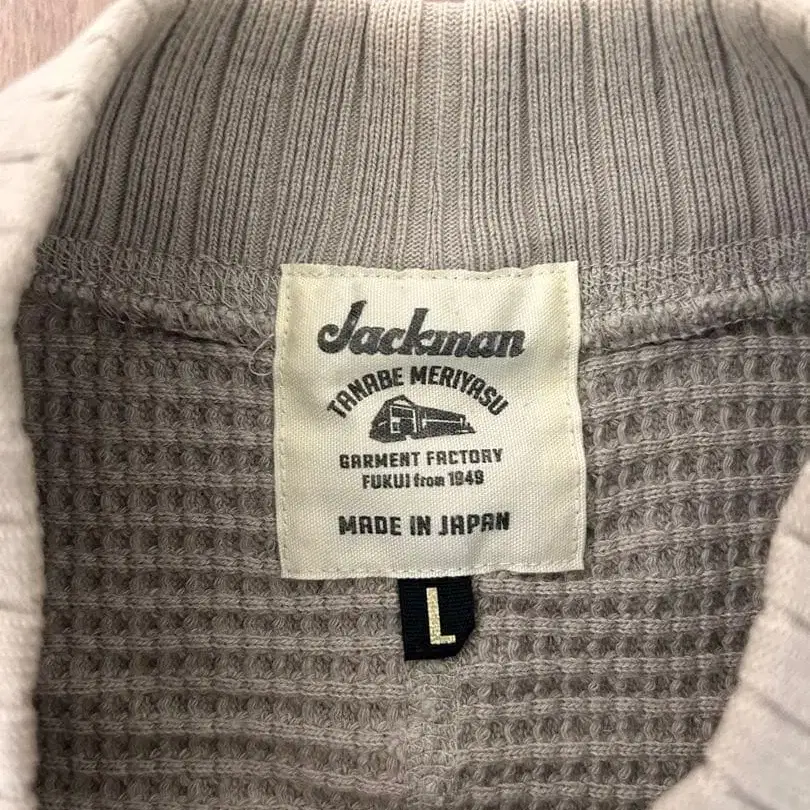 Jackman
TANABE MERIYASU
GARMENT FACTORY
FUKUI from 1949
MADE IN JAPAN
L